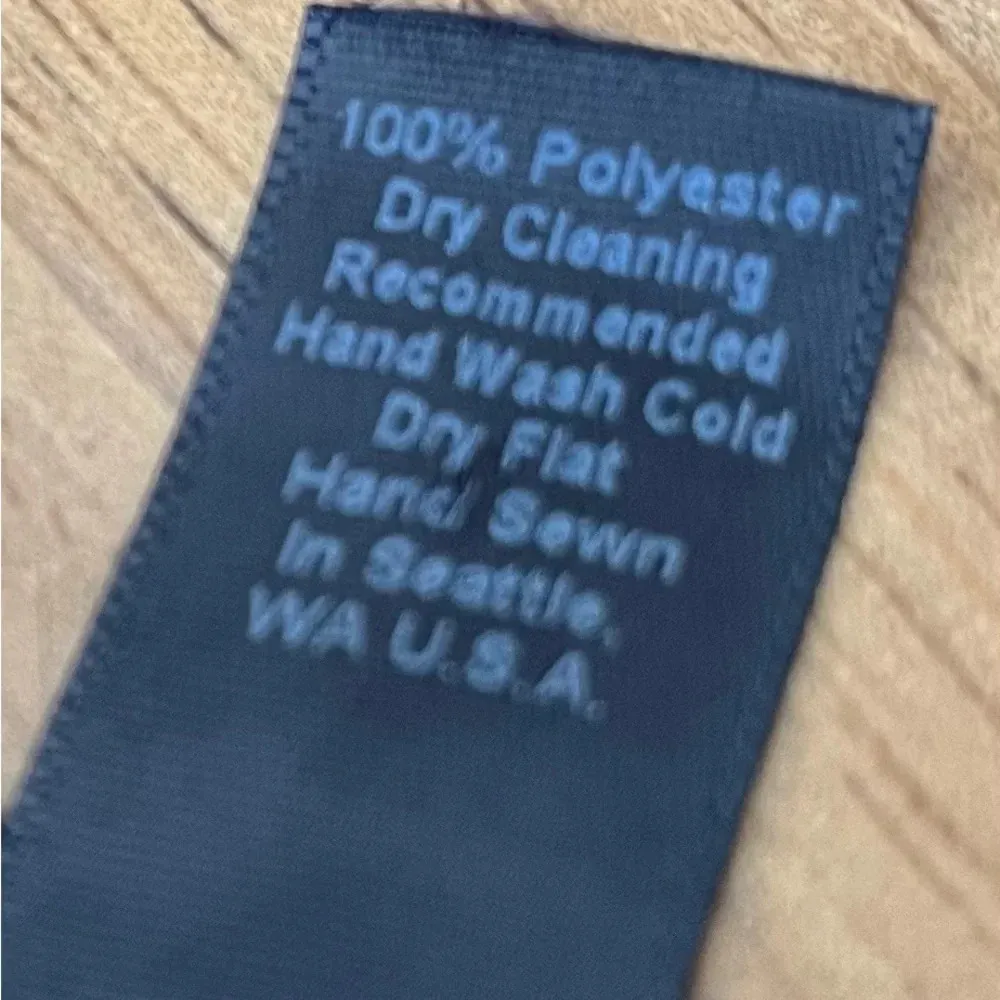 100% Polyester
Dry Cleaning
Recommended
Hand Wash Cold
Dry Flat
Hand Sewn
In Seattle,
WA U.S.A.